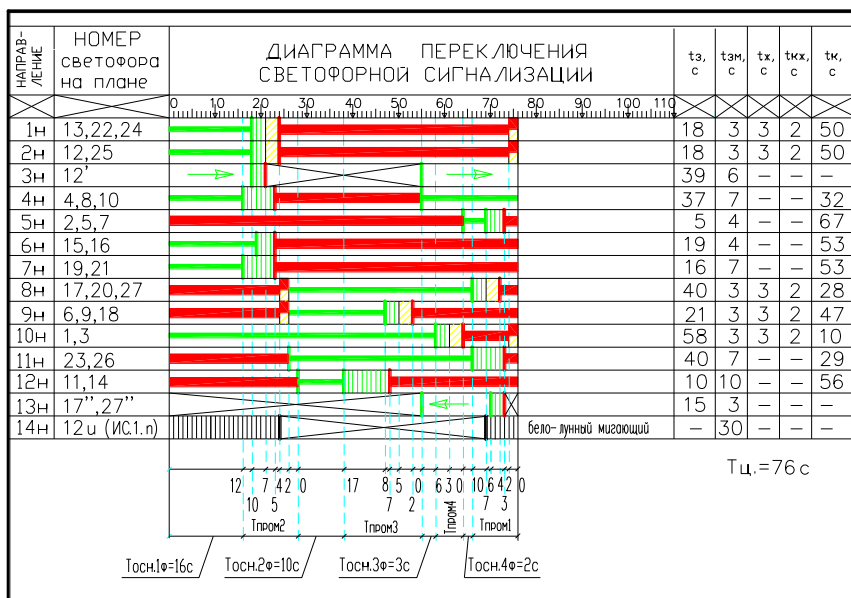 НАПРАВ-
ЛЕНИЕ
НОМЕР
светофора
на плане
ДИАГРАММА ПЕРЕКЛЮЧЕНИЯ
СВЕТОФОРНОЙ СИГНАЛИЗАЦИИ
tз, с
tзм, с
tж, с
tкж, с
tк, с
0 10 20 30 40 50 60 70 80 90 100 110
1н 13,22,24 18 3 3 2 50
2н 12,25 18 3 3 2 50
3н 12' 39 6 – – –
4н 4,8,10 37 7 – – 32
5н 2,5,7 5 4 – – 67
6н 15,16 19 4 – – 53
7н 19,21 16 7 – – 53
8н 17,20,27 40 3 3 2 28
9н 6,9,18 21 3 3 2 47
10н 1,3 58 3 3 2 10
11н 23,26 40 7 – – 29
12н 11,14 10 10 – – 56
13н 17'',27'' 15 3 – – –
14н 12и (ИС.1.п) бело-лунный мигающий – 30 – – –
Тц.=76с
12 7 4 2 0 17 8 5 0 0 6 3 0 10 6 4 2 0
10 5 7 2 7 3
Тпром2
Тпром3
Тпром4
Тпром1
Тосн.1ф=16с
Тосн.2ф=10с
Тосн.3ф=3с
Тосн.4ф=2с